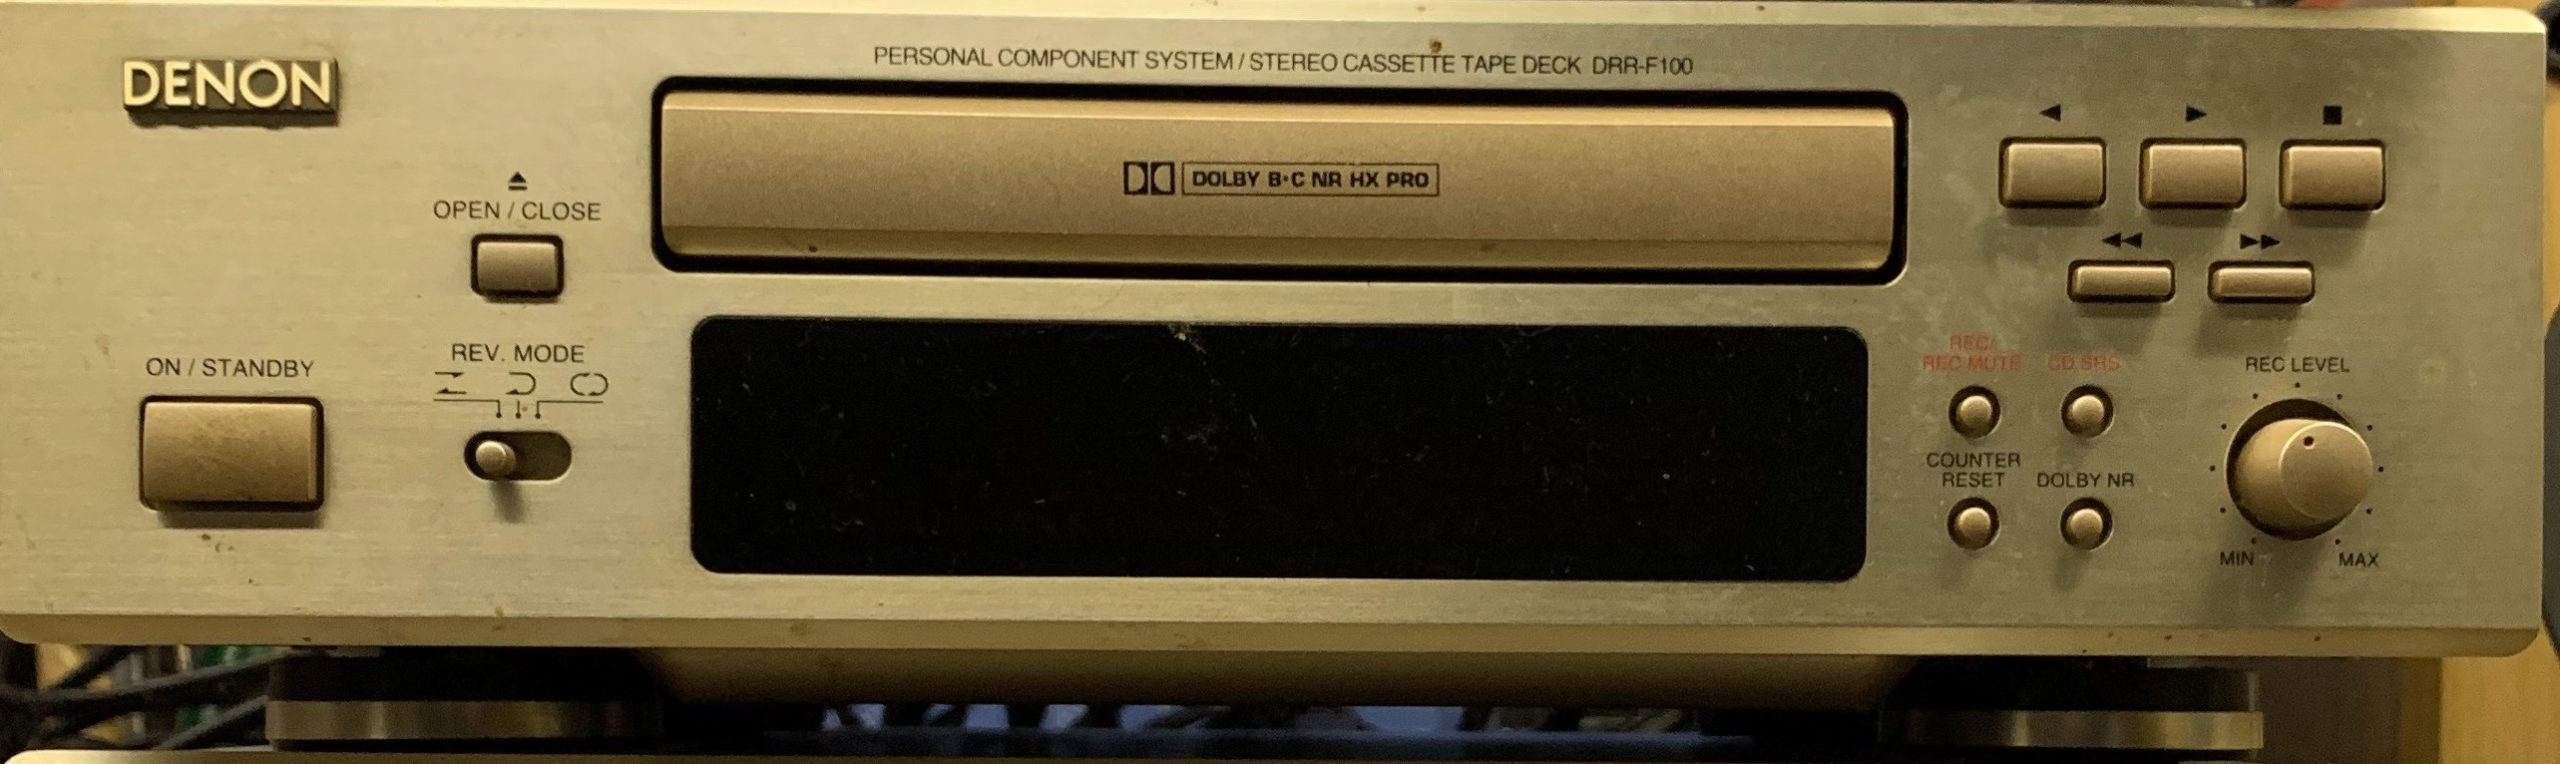 DENON
PERSONAL COMPONENT SYSTEM / STEREO CASSETTE TAPE DECK DRR-F100
DOLBY B·C NR HX PRO
OPEN / CLOSE
ON / STANDBY
REV. MODE
REC/
REC MUTE
CD SRS
COUNTER
RESET
DOLBY NR
REC LEVEL
MIN
MAX